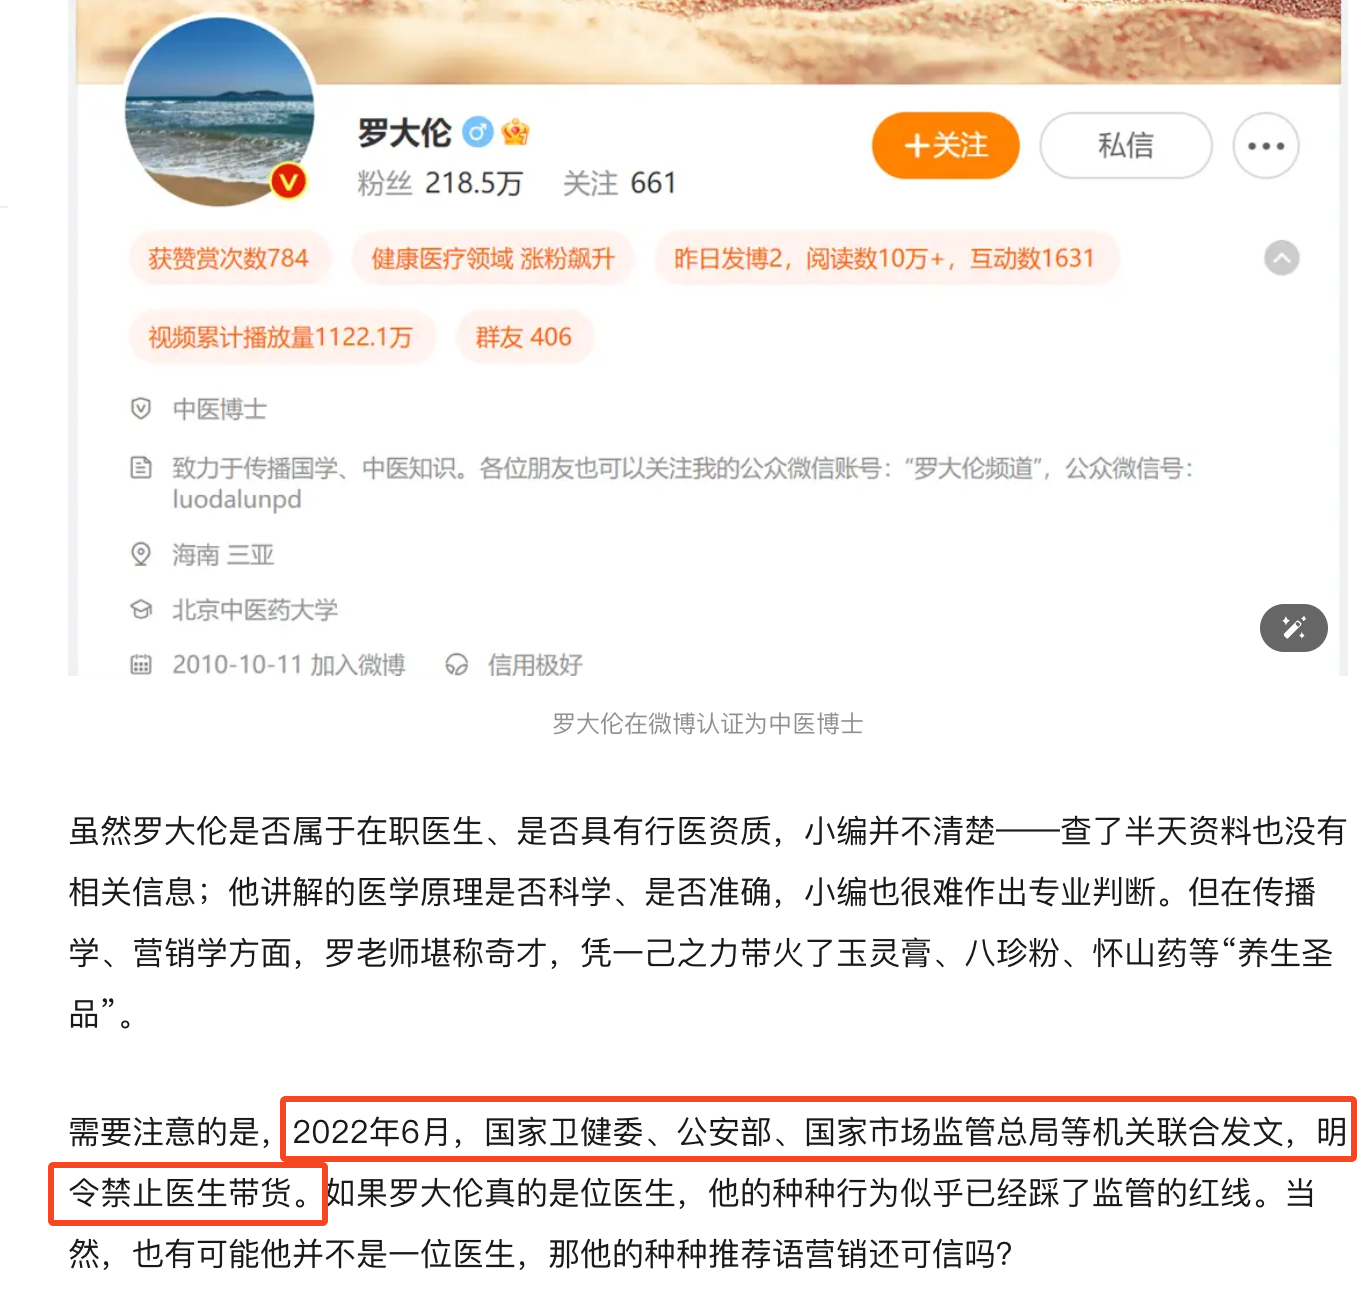 罗大伦
+关注
私信
粉丝 218.5万 关注 661
获赞赏次数784
健康医疗领域 涨粉飙升
昨日发博2，阅读数10万+，互动数1631
视频累计播放量1122.1万
群友 406
中医博士
致力于传播国学、中医知识。各位朋友也可以关注我的公众微信账号：“罗大伦频道”，公众微信号：
luodalunpd
海南 三亚
北京中医药大学
2010-10-11 加入微博 信用极好
罗大伦在微博认证为中医博士
虽然罗大伦是否属于在职医生、是否具有行医资质，小编并不清楚——查了半天资料也没有
相关信息；他讲解的医学原理是否科学、是否准确，小编也很难作出专业判断。但在传播
学、营销学方面，罗老师堪称奇才，凭一己之力带火了玉灵膏、八珍粉、怀山药等“养生圣
品”。
需要注意的是，2022年6月，国家卫健委、公安部、国家市场监管总局等机关联合发文，明
令禁止医生带货。如果罗大伦真的是位医生，他的种种行为似乎已经踩了监管的红线。当
然，也有可能他并不是一位医生，那他的种种推荐语营销还可信吗？